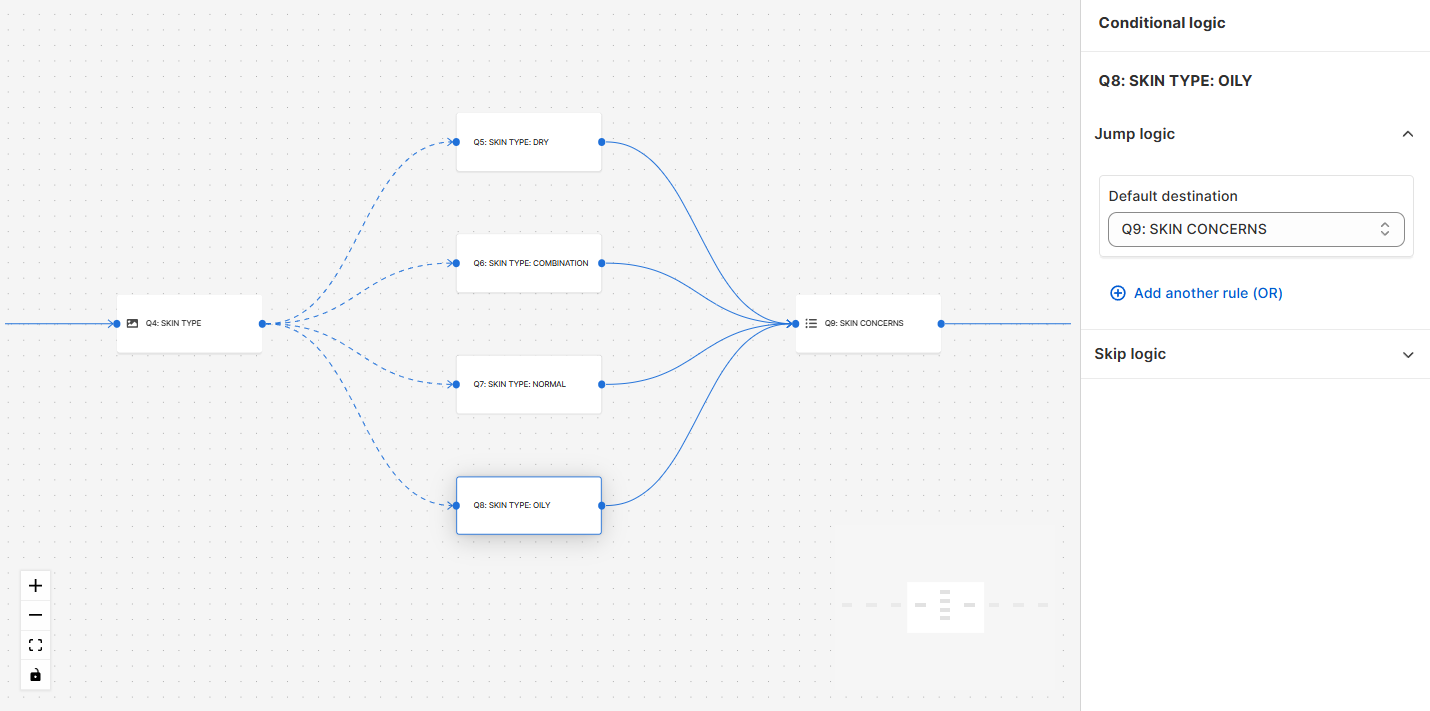 Conditional logic
Q8: SKIN TYPE: OILY
Jump logic
Default destination
Q9: SKIN CONCERNS
Add another rule (OR)
Skip logic
Q4: SKIN TYPE
Q5: SKIN TYPE: DRY
Q6: SKIN TYPE: COMBINATION
Q7: SKIN TYPE: NORMAL
Q8: SKIN TYPE: OILY
Q9: SKIN CONCERNS